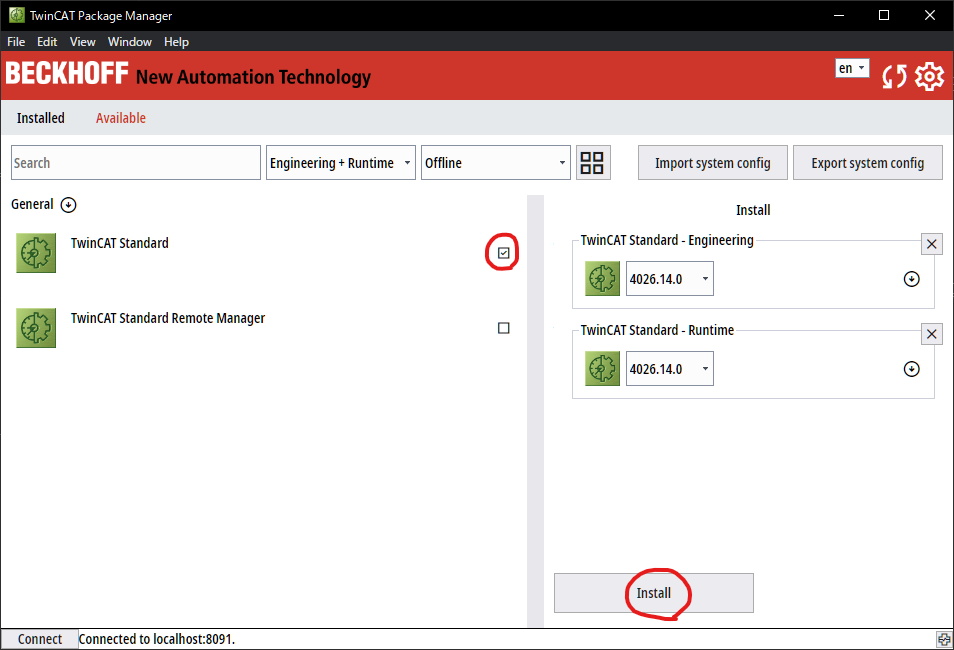 TwinCAT Package Manager
File Edit View Window Help
BECKHOFF New Automation Technology
en
Installed Available
Search
Engineering + Runtime
Offline
Import system config
Export system config
General
TwinCAT Standard
TwinCAT Standard Remote Manager
Install
TwinCAT Standard - Engineering
4026.14.0
TwinCAT Standard - Runtime
4026.14.0
Install
Connect Connected to localhost:8091.